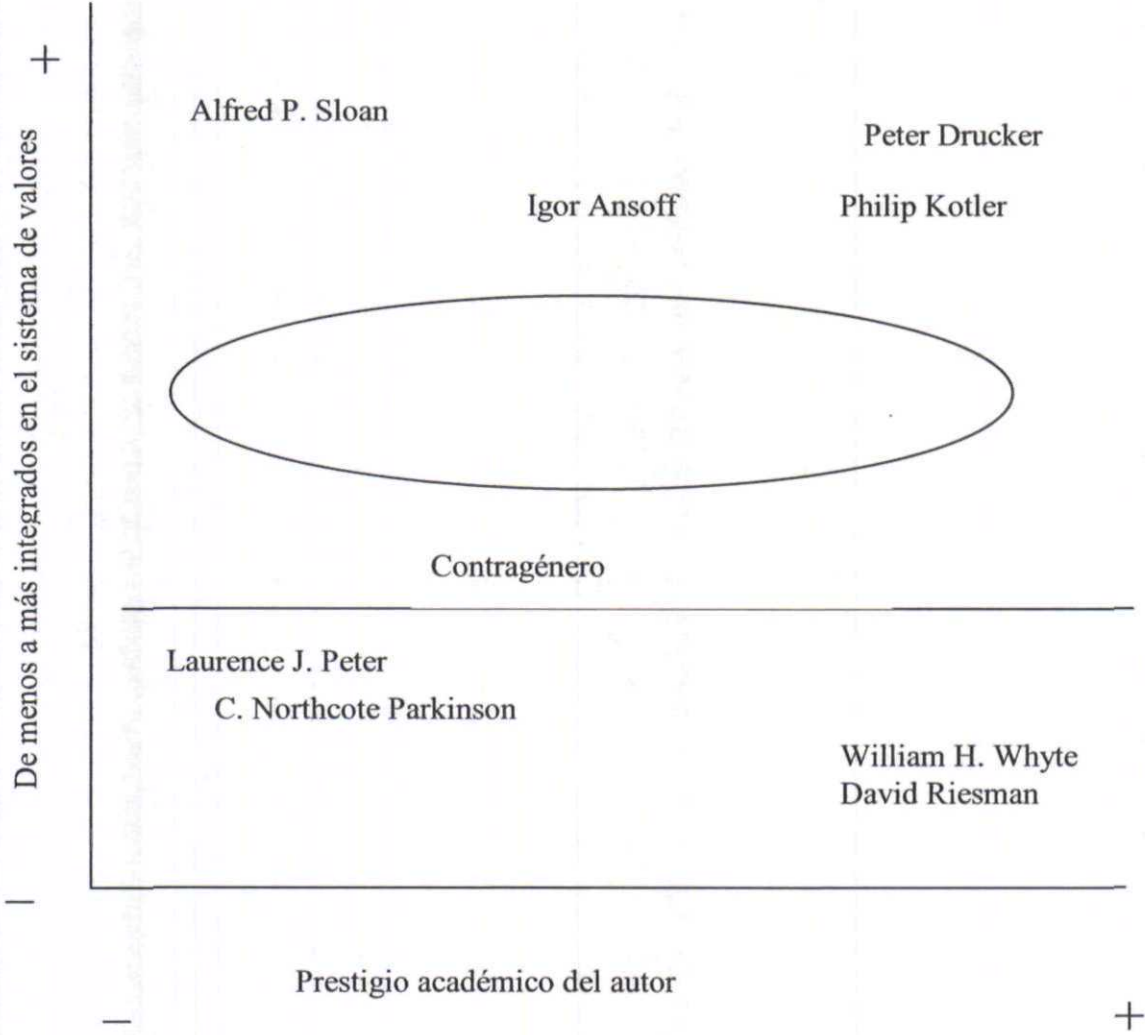 +
De menos a más integrados en el sistema de valores
Alfred P. Sloan
Peter Drucker
Igor Ansoff
Philip Kotler
Contragénero
Laurence J. Peter
C. Northcote Parkinson
William H. Whyte
David Riesman
–
Prestigio académico del autor
–
+